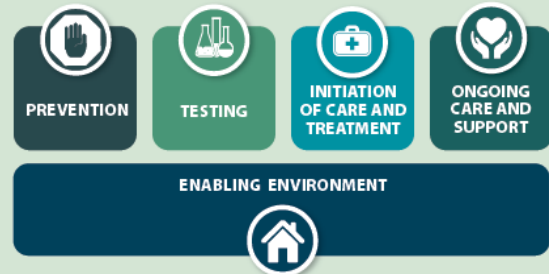 PREVENTION
TESTING
INITIATION
OF CARE AND
TREATMENT
ONGOING
CARE AND
SUPPORT
ENABLING ENVIRONMENT